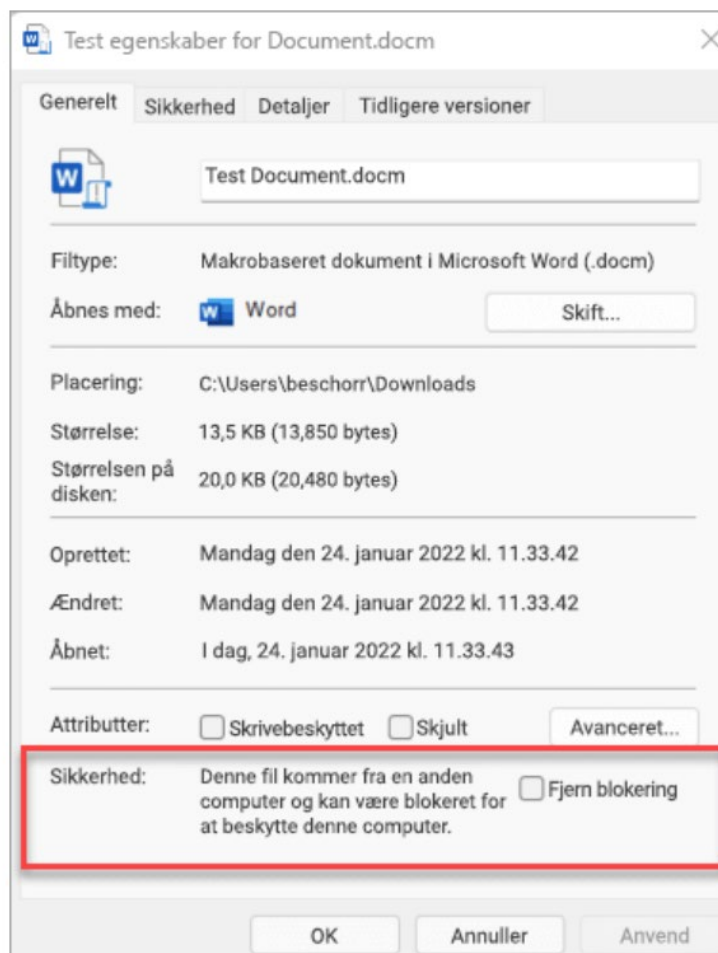 Test egenskaber for Document.docm
Generelt Sikkerhed Detaljer Tidligere versioner
Test Document.docm
Filtype: Makrobaseret dokument i Microsoft Word (.docm)
Åbnes med: Word Skift...
Placering: C:\Users\beschorr\Downloads
Størrelse: 13,5 KB (13,850 bytes)
Størrelsen på
disken: 20,0 KB (20,480 bytes)
Oprettet: Mandag den 24. januar 2022 kl. 11.33.42
Ændret: Mandag den 24. januar 2022 kl. 11.33.42
Åbnet: I dag, 24. januar 2022 kl. 11.33.43
Attributter: Skrivebeskyttet Skjult Avanceret...
Sikkerhed: Denne fil kommer fra en anden
computer og kan være blokeret for
at beskytte denne computer.
Fjern blokering
OK Annuller Anvend